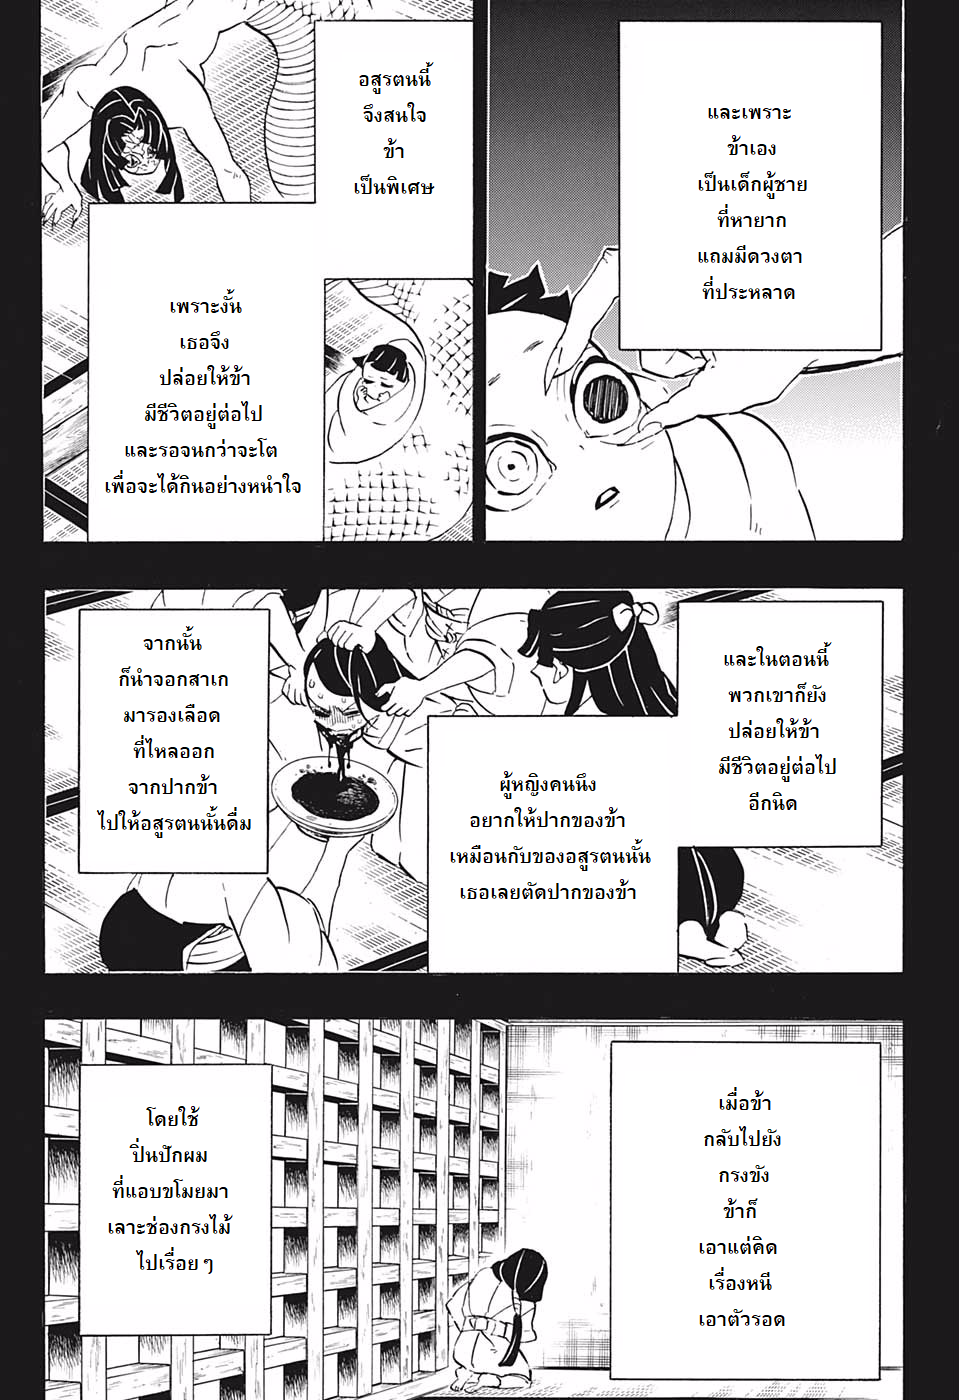 และเพราะ
ข้าเอง
เป็นเด็กผู้ชาย
ที่หายาก
แถมมีดวงตา
ที่ประหลาด
อสูรตนนี้
จึงสนใจ
ข้า
เป็นพิเศษ
เพราะงั้น
เธอจึง
ปล่อยให้ข้า
มีชีวิตอยู่ต่อไป
และรอจนกว่าจะโต
เพื่อจะได้กินอย่างหนำใจ
และในตอนนี้
พวกเขาก็ยัง
ปล่อยให้ข้า
มีชีวิตอยู่ต่อไป
อีกนิด
ผู้หญิงคนนึง
อยากให้ปากของข้า
เหมือนกับของอสูรตนนั้น
เธอเลยตัดปากของข้า
จากนั้น
ก็นำจอกสาเก
มารองเลือด
ที่ไหลออก
จากปากข้า
ไปให้อสูรตนนั้นดื่ม
เมื่อข้า
กลับไปยัง
กรงขัง
ข้าก็
เอาแต่คิด
เรื่องหนี
เอาตัวรอด
โดยใช้
ปิ่นปักผม
ที่แอบขโมยมา
เลาะช่องกรงไม้
ไปเรื่อยๆ